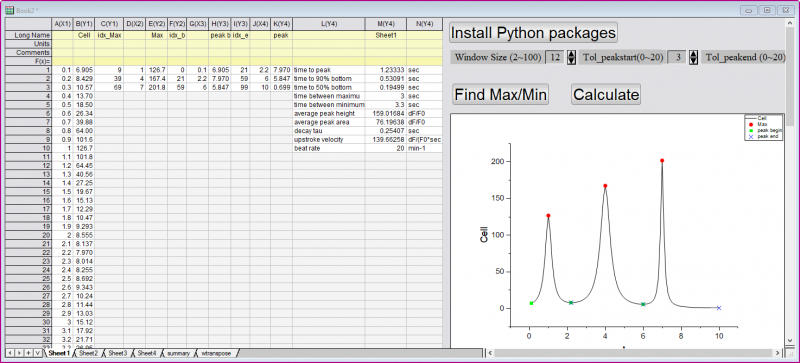 Book2 *
A(X1) B(Y1) C(Y1) D(X2) E(Y2) F(Y2) G(X3) H(Y3) I(Y3) J(X4) K(Y4) L(Y4) M(Y4) N(Y4)
Long Name Cell idx_Max Max idx_b peak b idx_e peak Sheet1
Units
Comments
F(x)=
1 0.1 6.905 9 1 126.7 0 0.1 6.905 21 2.2 7.970 time to peak 1.23333 sec
2 0.2 8.429 39 4 167.4 21 2.2 7.970 59 6 5.847 time to 90% bottom 0.53091 sec
3 0.3 10.57 69 7 201.8 59 6 5.847 99 10 0.699 time to 50% bottom 0.19499 sec
4 0.4 13.70 time between maximu 3 sec
5 0.5 18.50 time between minimum 3.3 sec
6 0.6 26.34 average peak height 159.01684 dF/F0
7 0.7 39.88 average peak area 76.19638 dF/F0
8 0.8 64.00 decay tau 0.25407 sec
9 0.9 101.6 upstroke velocity 139.66258 dF/(F0*sec
10 1 126.7 beat rate 20 min-1
11 1.1 101.8
12 1.2 64.45
13 1.3 40.56
14 1.4 27.25
15 1.5 19.67
16 1.6 15.13
17 1.7 12.29
18 1.8 10.47
19 1.9 9.293
20 2 8.555
21 2.1 8.137
22 2.2 7.970
23 2.3 8.014
24 2.4 8.255
25 2.5 8.692
26 2.6 9.343
27 2.7 10.24
28 2.8 11.44
29 2.9 13.03
30 3 15.12
31 3.1 17.92
32 3.2 21.71
Sheet1 Sheet2 Sheet3 Sheet4 summary wtranspose
Install Python packages
Window Size (2~100) 12 Tol_peakstart(0~20) 3 Tol_peakend (0~20)
Find Max/Min Calculate
Cell
Max
peak begin
peak end
200
150
100
50
0
Cell
0 2 4 6 8 10